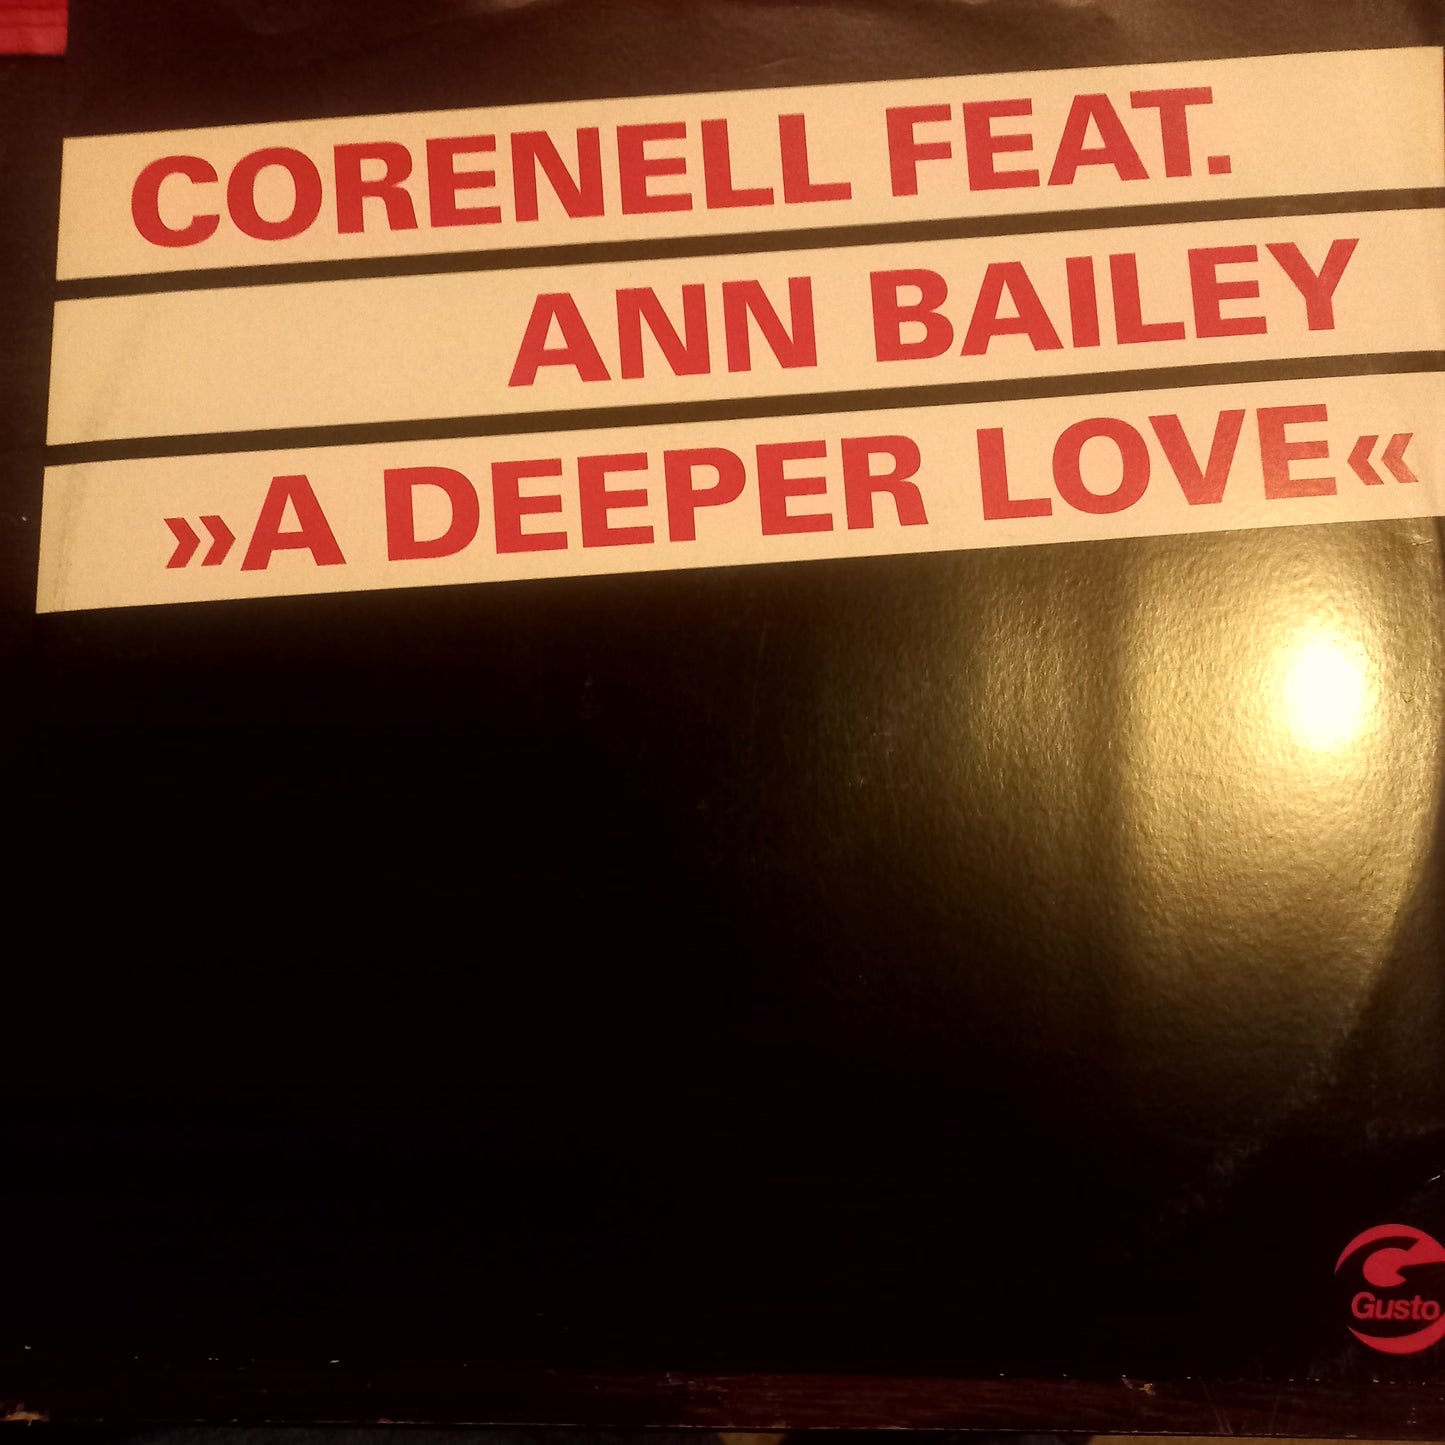 CORENELL FEAT.
ANN BAILEY
»A DEEPER LOVE«
Gusto